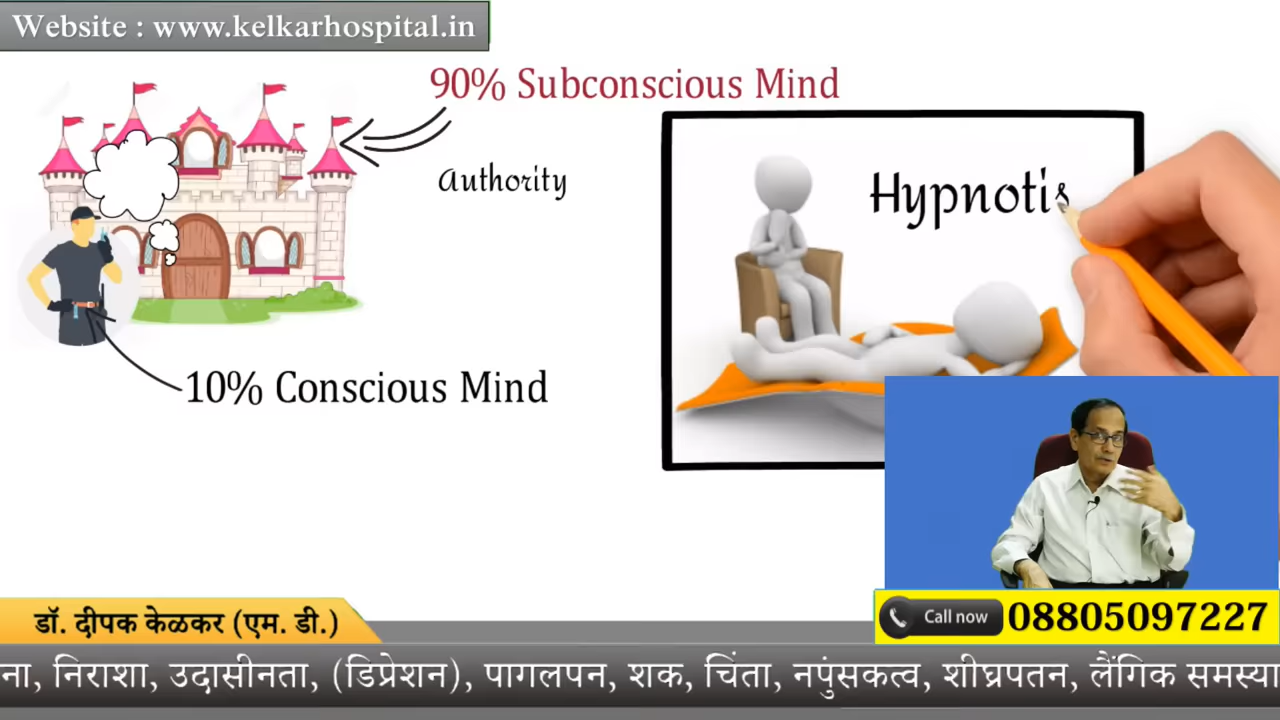 Website : www.kelkarhospital.in
90% Subconscious Mind
Authority
Hypnotis
10% Conscious Mind
डॉ. दीपक केळकर (एम. डी.)
Call now 08805097227
ना, निराशा, उदासीनता, (डिप्रेशन), पागलपन, शक, चिंता, नपुंसकत्व, शीघ्रपतन, लैंगिक समस्या